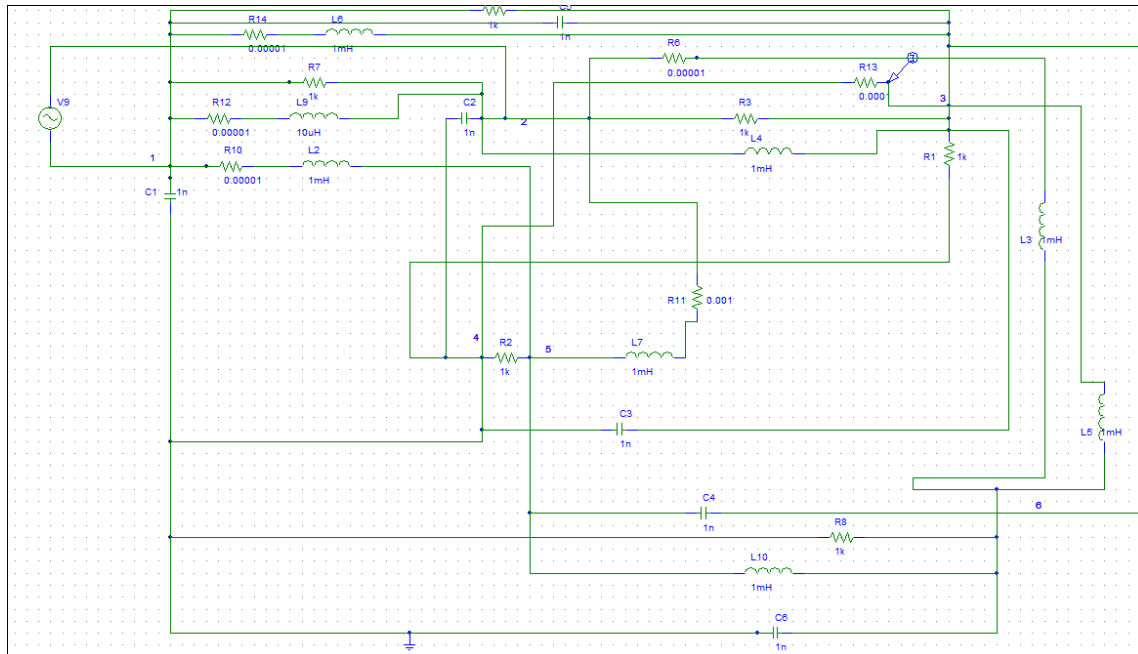 1k
1n
R14
0.00001
L6
1mH
R6
0.00001
R13
0.0001
I
V9
R7
1k
R12
0.00001
L9
10uH
C2
1n
2
R3
1k
3
L4
1mH
R1
1k
1
R10
0.00001
L2
1mH
C1
1n
L3
1mH
R11
0.001
4
R2
1k
5
L7
1mH
C3
1n
L5
1mH
C4
1n
6
R8
1k
L10
1mH
C6
1n